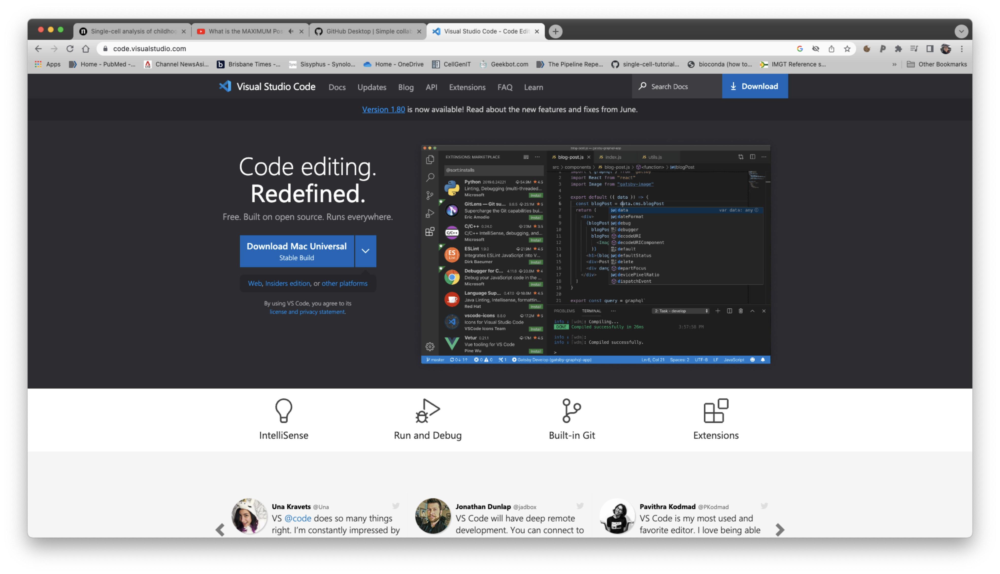 Single-cell analysis of childhoo
What is the MAXIMUM Pos
GitHub Desktop | Simple collab
Visual Studio Code - Code Edit
code.visualstudio.com
Apps
Home - PubMed -...
Channel NewsAsi...
Brisbane Times -...
Sisyphus - Synolo...
Home - OneDrive
CellGenIT
Geekbot.com
The Pipeline Repe...
single-cell-tutorial...
bioconda (how to...
IMGT Reference s...
Other Bookmarks
Visual Studio Code
Docs
Updates
Blog
API
Extensions
FAQ
Learn
Search Docs
Download
Version 1.80 is now available! Read about the new features and fixes from June.
Code editing.
Redefined.
Free. Built on open source. Runs everywhere.
Download Mac Universal
Stable Build
Web, Insiders edition, or other platforms
By using VS Code, you agree to its
license and privacy statement.
blog-post.js — gatsby-graphql-app
EXTENSIONS: MARKETPLACE
@sort:installs
Python 2019.6.24221 54.9M ★4.5
Linting, Debugging (multi-threaded...
Microsoft Install
GitLens — Git su... 9.8.5 23.1M ★5
Supercharge the Git capabilities bui...
Eric Amodio Install
C/C++ 0.24.0 23M ★3.5
C/C++ IntelliSense, debugging, and...
Microsoft Install
ESLint 1.9.0 21.9M ★4.5
Integrates ESLint JavaScript into V...
Dirk Baeumer Install
Debugger for C... 4.11.6 20.6M ★4
Debug your JavaScript code in the ...
Microsoft Install
Language Sup... 0.47.0 18.6M ★4.5
Java Linting, Intellisense, formattin...
Red Hat Install
vscode-icons 8.8.0 17.2M ★5
Icons for Visual Studio Code
VSCode Icons Team Install
Vetur 0.21.1 17M ★4.5
Vue tooling for VS Code
Pine Wu Install
JS blog-post.js
JS index.js
JS utils.js
src > components > JS blog-post.js > <function> > blogPost
2 import React from "react"
3 import Image from "gatsby-image"
4
5 export default ({ data }) => {
6 const blogPost = data.cms.blogPost
7 return (
8 <div>
9 {blogPost
10 blogPos
11 blogPos
12 <Imag
13 )}
14 <h1>{blog
15 <div>Post
16 <div dang
17 </div>
18 )
19 }
20
21 export const query = graphql`
data var data: any
dateFormat
debug
debugger
decodeURI
decodeURIComponent
default
defaultStatus
delete
departFocus
devicePixelRatio
dispatchEvent
PROBLEMS TERMINAL ... 2: Task - develop
info : [wdm]: Compiling...
DONE Compiled successfully in 26ms 3:57:58 PM
info : [wdm]:
info : [wdm]: Compiled successfully.
>
master 0↓ 1↑ 0 0 1 Gatsby Develop (gatsby-graphql-app) Ln 6, Col 21 Spaces: 2 UTF-8 LF JavaScript
IntelliSense
Run and Debug
Built-in Git
Extensions
Una Kravets @Una
VS @code does so many things
right. I'm constantly impressed by
Jonathan Dunlap @jadbox
VS Code will have deep remote
development. You can connect to
Pavithra Kodmad @PKodmad
VS Code is my most used and
favorite editor. I love being able